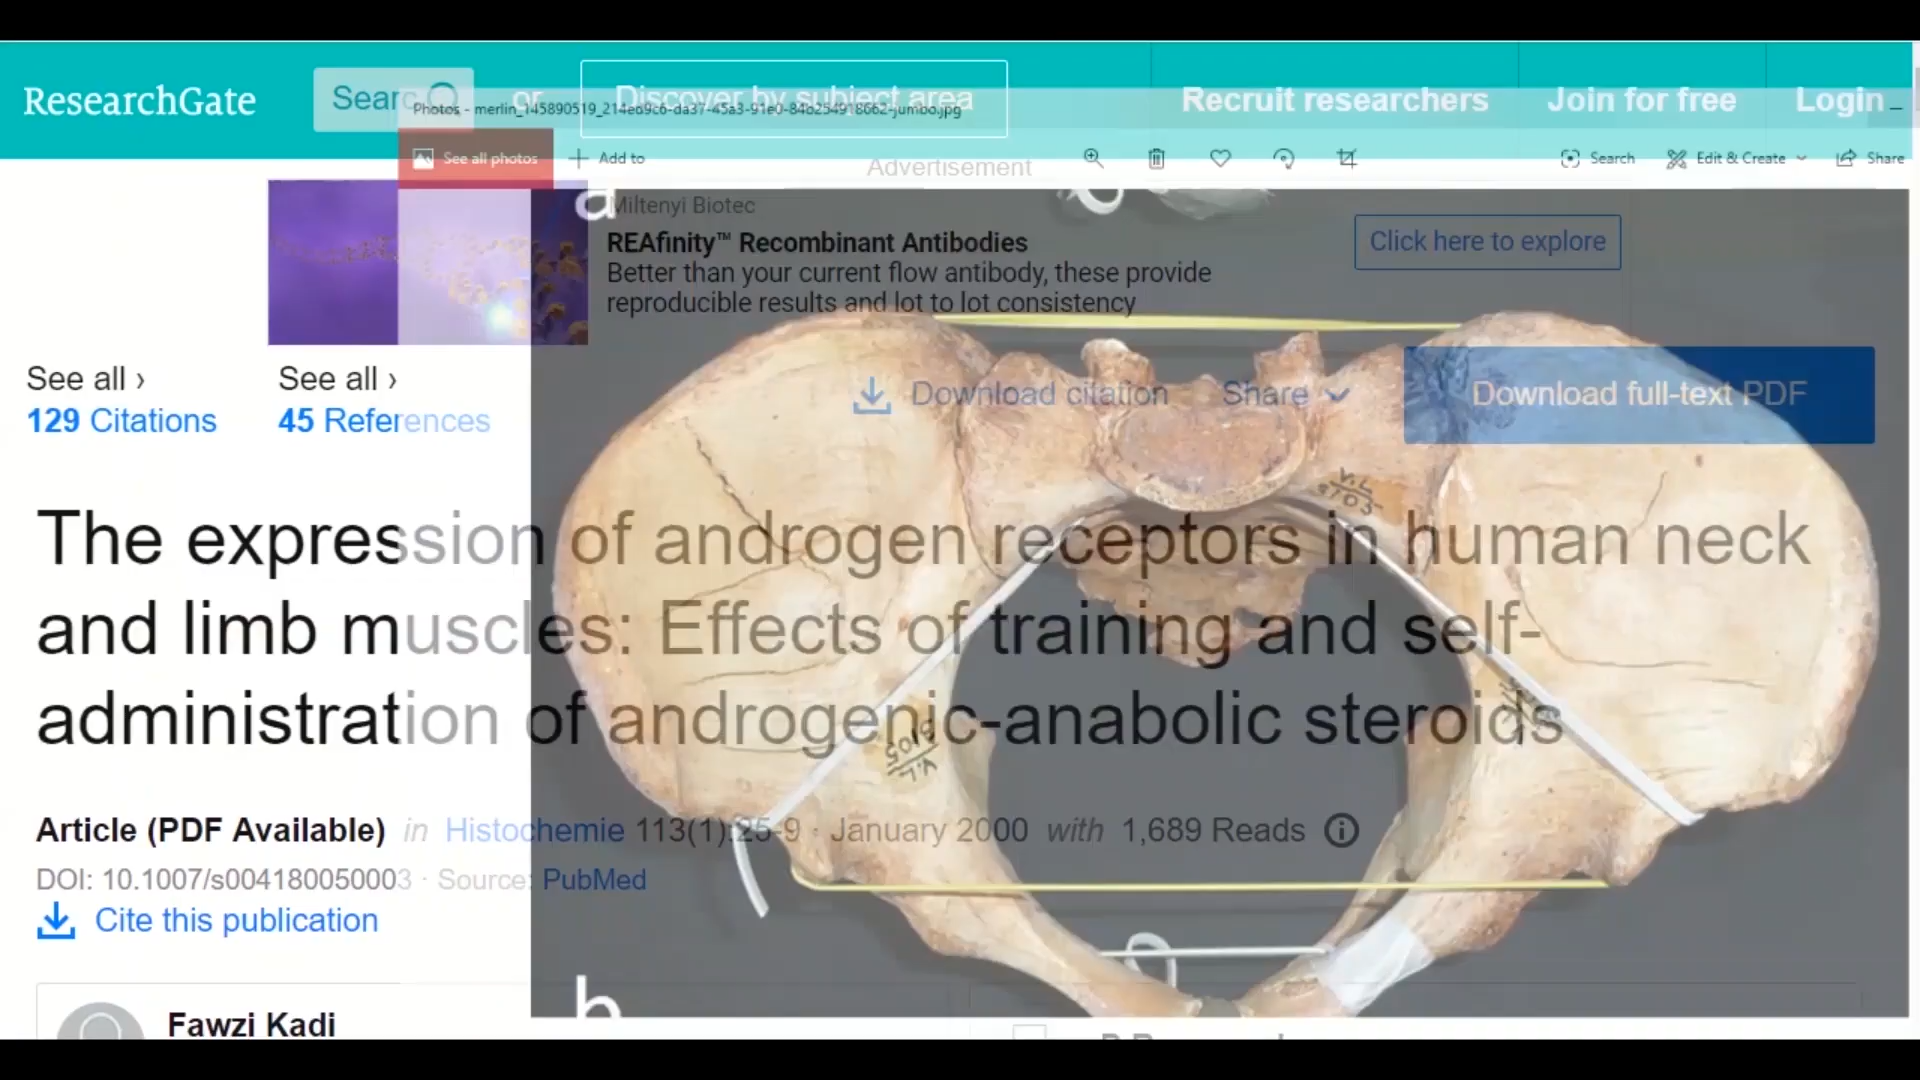 ResearchGate
Searc or Discover by subject area Recruit researchers Join for free Login
Photos - merlin_145890519_214ed9c6-da37-45a3-91e0-84b254918662-jumbo.jpg
See all photos Add to Search Edit & Create Share
Advertisement
a
c
Miltenyi Biotec
REAfinity™ Recombinant Antibodies
Better than your current flow antibody, these provide
reproducible results and lot to lot consistency
Click here to explore
See all ›
129 Citations
See all ›
45 References
Download citation Share Download full-text PDF
V.L
The expression of androgen receptors in human neck
and limb muscles: Effects of training and self-
administration of androgenic-anabolic steroids
V.L
5019
Article (PDF Available) in Histochemie 113(1):25-9 · January 2000 with 1,689 Reads
DOI: 10.1007/s004180050003 · Source: PubMed
Cite this publication
b
Fawzi Kadi